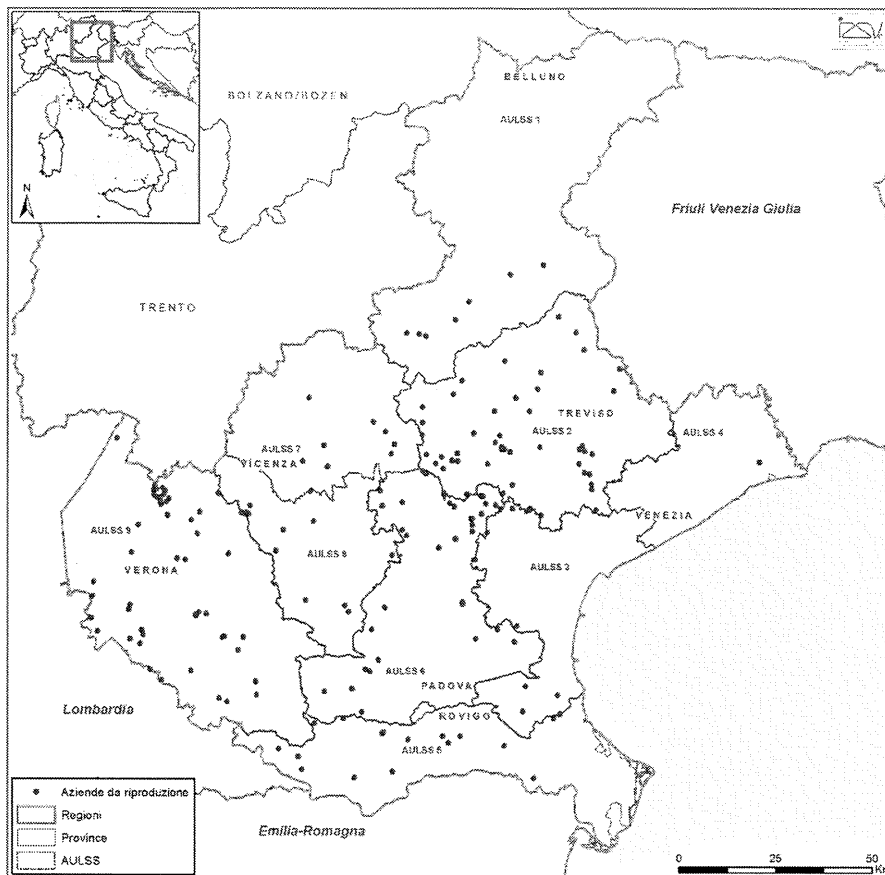 BELLUNO
BOLZANO/BOZEN
AULSS 1
N
Friuli Venezia Giulia
TRENTO
TREVISO
AULSS 2
AULSS 4
AULSS 7
VICENZA
VENEZIA
AULSS 9
AULSS 8
AULSS 3
VERONA
AULSS 6
PADOVA
Lombardia
ROVIGO
AULSS 5
Aziende da riproduzione
Regioni
Province
AULSS
Emilia-Romagna
0 25 50
Km